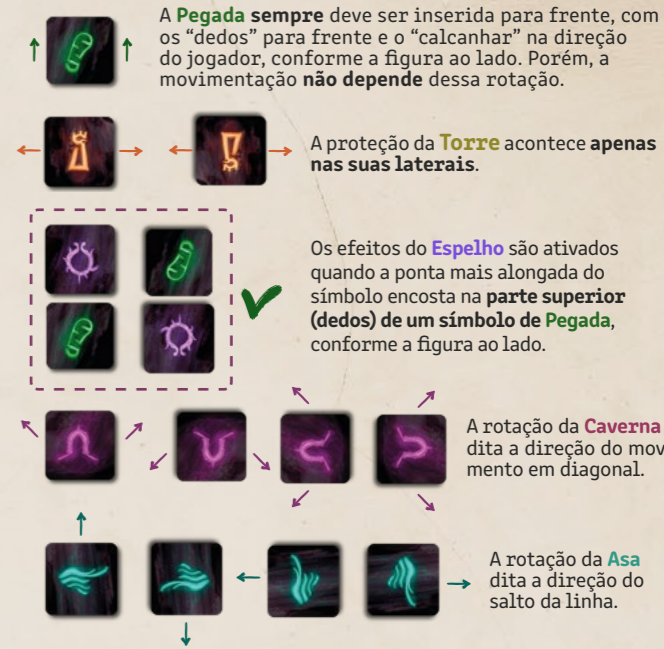 A Pegada sempre deve ser inserida para frente, com
os “dedos” para frente e o “calcanhar” na direção
do jogador, conforme a figura ao lado. Porém, a
movimentação não depende dessa rotação.
A proteção da Torre acontece apenas
nas suas laterais.
Os efeitos do Espelho são ativados
quando a ponta mais alongada do
símbolo encosta na parte superior
(dedos) de um símbolo de Pegada,
conforme a figura ao lado.
A rotação da Caverna
dita a direção do mov
mento em diagonal.
A rotação da Asa
dita a direção do
salto da linha.